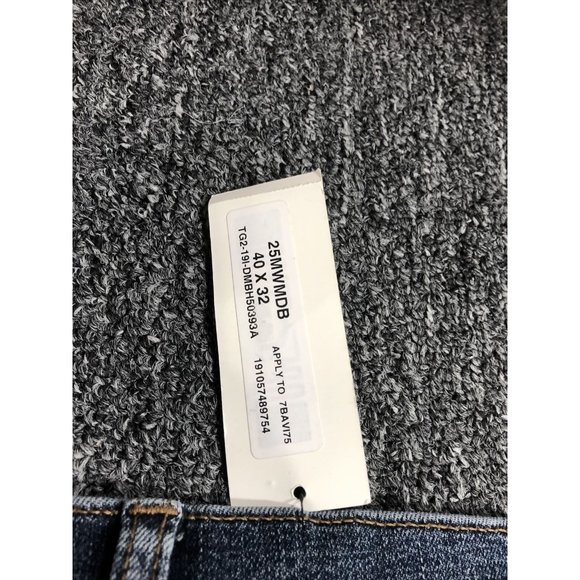 25MWMDB
40 X 32
TG2-19I-DMBH50393A
APPLY TO 7BAVI75
191057489754